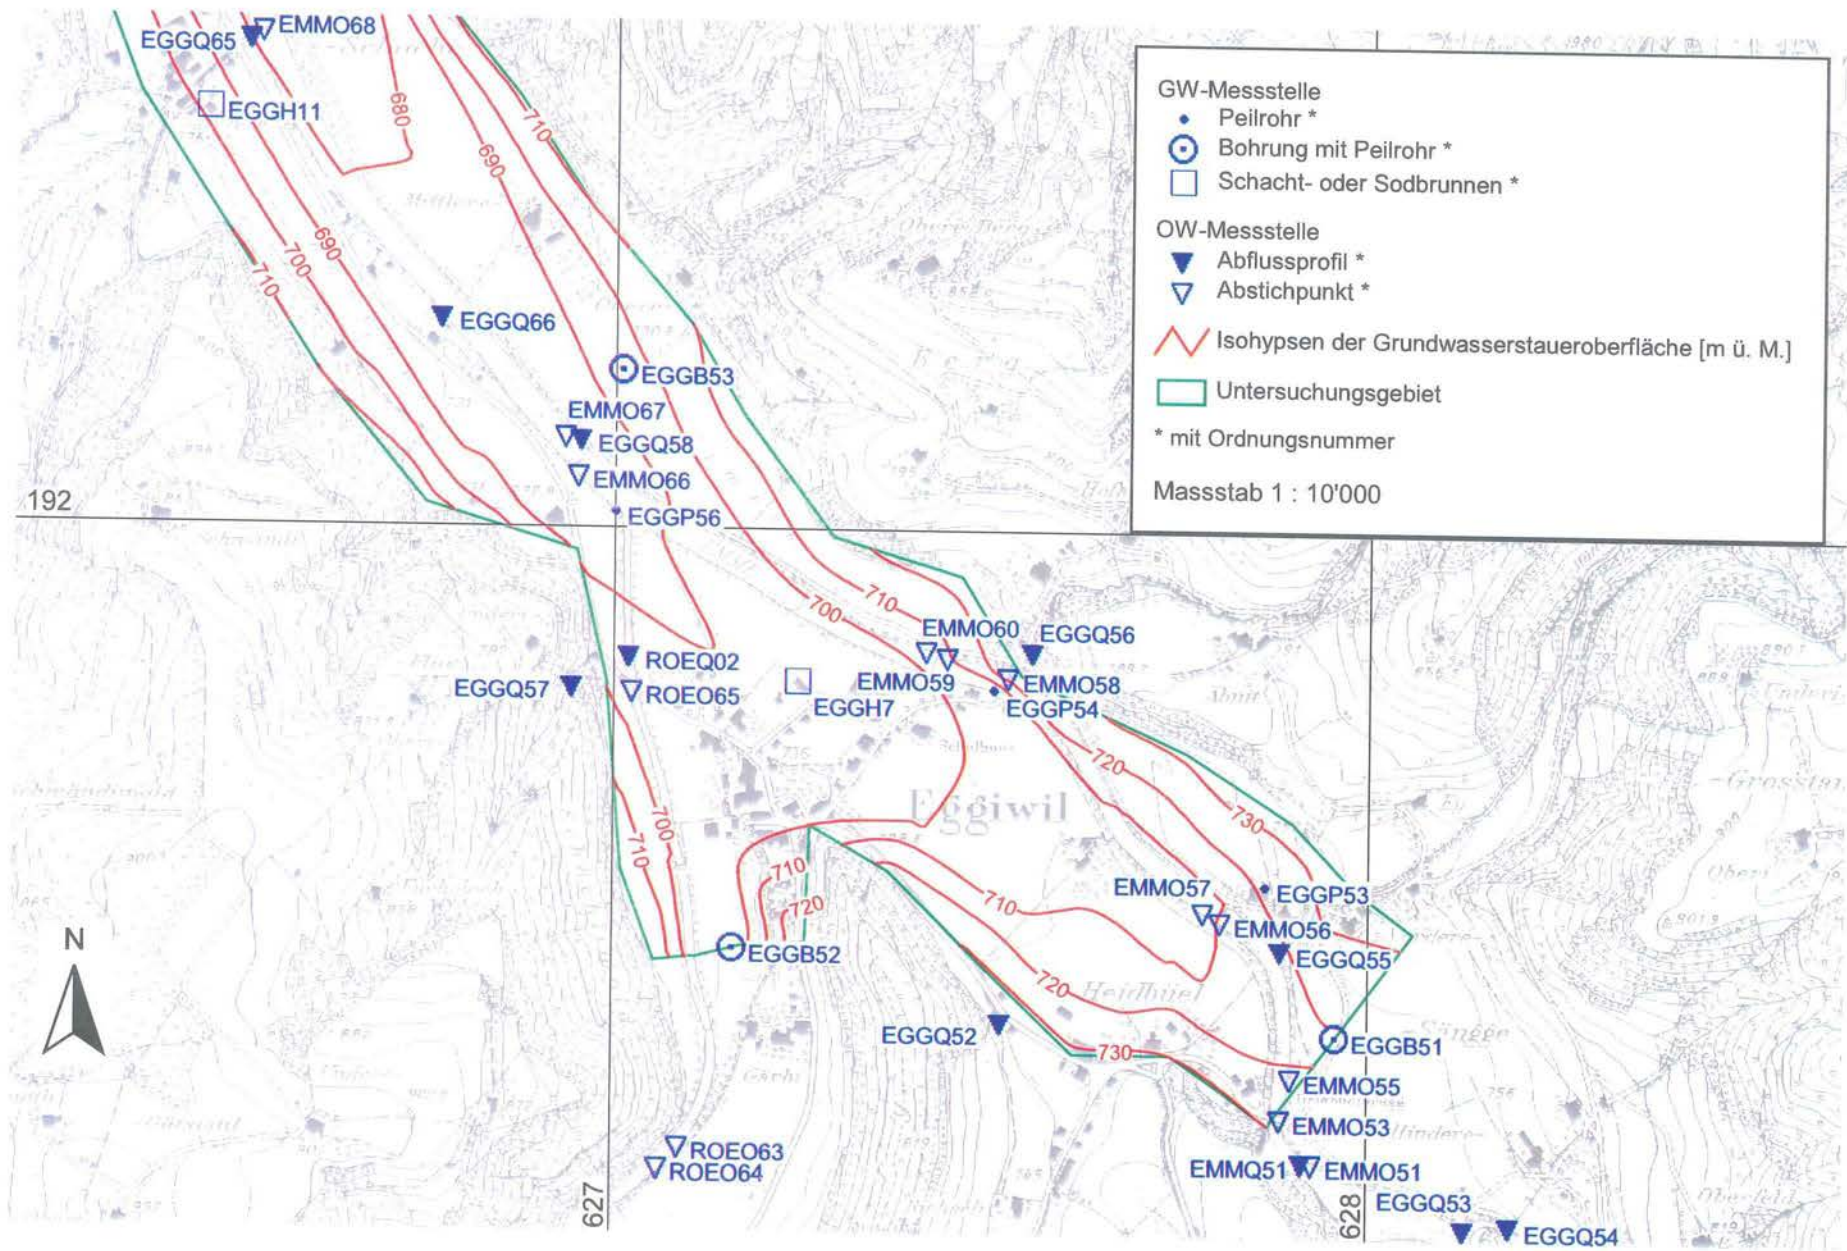 EMMO68
EGGQ65
EGGH11
680
710
690
690
700
710
EGGQ66
EGGB53
EMMO67
EGGQ58
EMMO66
EGGP56
192
GW-Messstelle
Peilrohr *
Bohrung mit Peilrohr *
Schacht- oder Sodbrunnen *
OW-Messstelle
Abflussprofil *
Abstichpunkt *
Isohypsen der Grundwasserstaueroberfläche [m ü. M.]
Untersuchungsgebiet
* mit Ordnungsnummer
Massstab 1 : 10'000
710
700
EMMO60
EGGQ56
ROEQ02
EGGQ57
ROEO65
EGGH7
EMMO59
EMMO58
EGGP54
720
730
Eggiwil
700
710
710
720
EGGB52
710
EMMO57
EGGP53
EMMO56
EGGQ55
720
Heidbüel
EGGQ52
730
EGGB51
EMMO55
EMMO53
N
ROEO63
ROEO64
EMMQ51
EMMO51
EGGQ53
EGGQ54
627
628